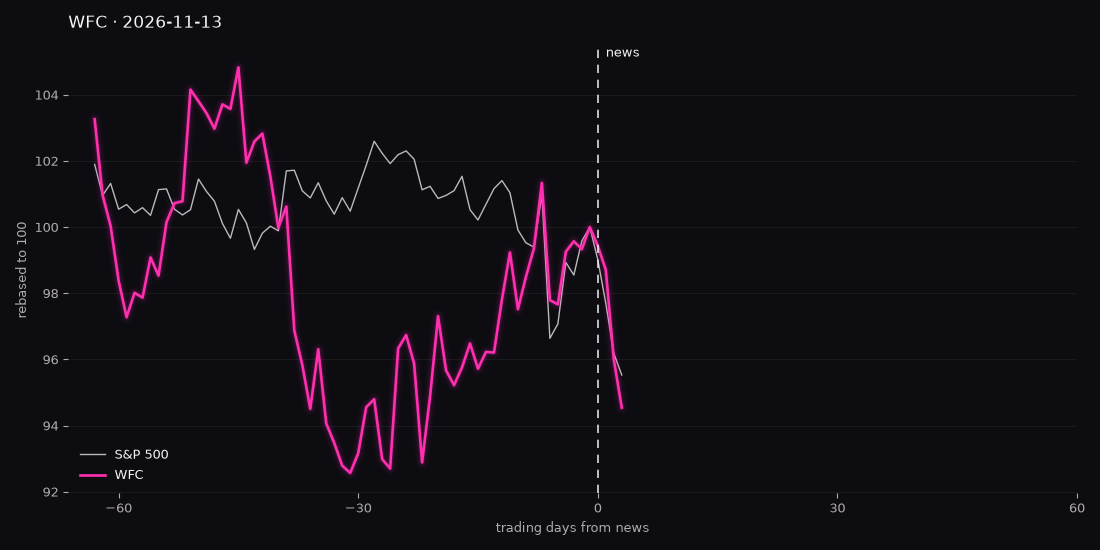 WFC · 2026-11-13
news
104
102
100
98
96
94
92
rebased to 100
S&P 500
WFC
−60
−30
0
30
60
trading days from news